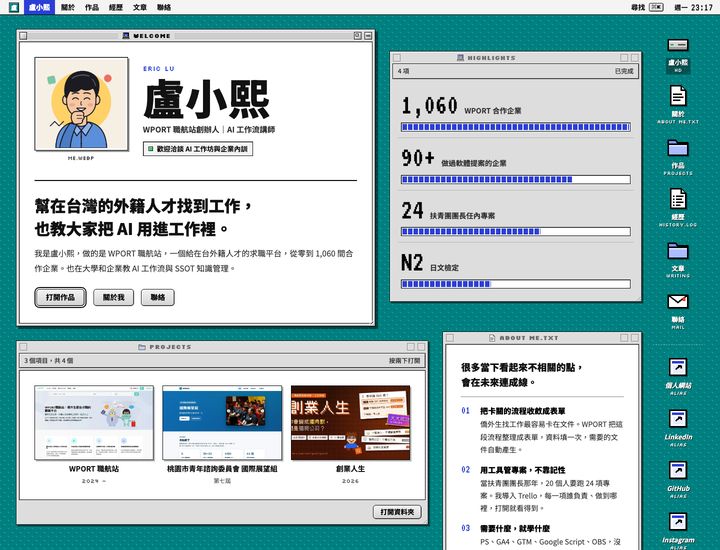 盧小熙 關於 作品 經歷 文章 聯絡
尋找 ⌘K 週一 23:17
WELCOME
ERIC LU
盧小熙
WPORT 職航站創辦人｜AI 工作流講師
歡迎洽談 AI 工作坊與企業內訓
ME.WEBP
幫在台灣的外籍人才找到工作，
也教大家把 AI 用進工作裡。
我是盧小熙，做的是 WPORT 職航站，一個給在台外籍人才的求職平台，從零到 1,060 間合
作企業。也在大學和企業教 AI 工作流與 SSOT 知識管理。
打開作品 關於我 聯絡
HIGHLIGHTS
4 項 已完成
1,060 WPORT 合作企業
90+ 做過軟體提案的企業
24 扶青團團長任內專案
N2 日文檢定
PROJECTS
3 個項目，共 4 個 按兩下打開
創業人生
WPORT 職航站
2024 –
桃園市青年諮詢委員會 國際展望組
第七屆
創業人生
2026
打開資料夾
ABOUT ME.TXT
很多當下看起來不相關的點，
會在未來連成線。
01 把卡關的流程收斂成表單
僑外生找工作最容易卡在文件。WPORT 把這
段流程整理成表單，資料填一次，需要的文
件自動產生。
02 用工具管專案，不靠記性
當扶青團團長那年，20 個人要跑 24 項專
案。我導入 Trello，每一項誰負責、做到哪
裡，打開就看得到。
03 需要什麼，就學什麼
PS、GA4、GTM、Google Script、OBS，沒
盧小熙
HD
關於
ABOUT ME.TXT
作品
PROJECTS
經歷
HISTORY.LOG
文章
WRITING
聯絡
MAIL
個人網站
ALIAS
LinkedIn
ALIAS
GitHub
ALIAS
Instagram
ALIAS